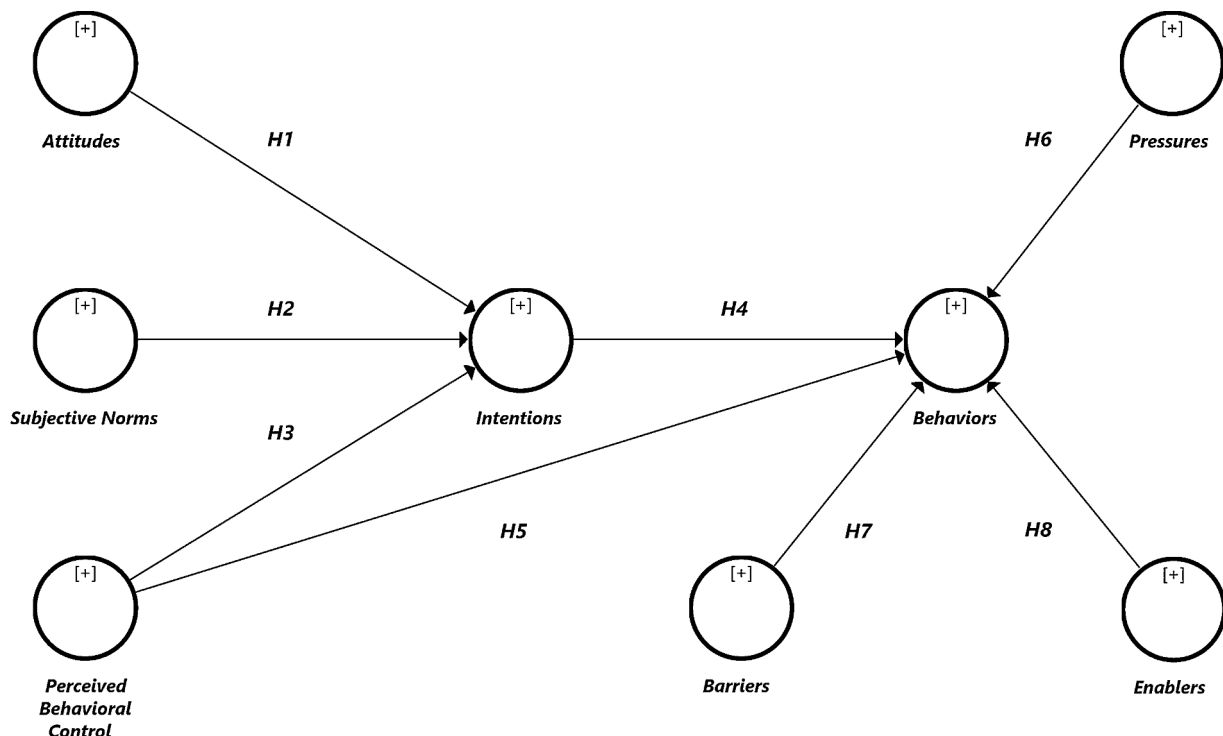 [+]
[+]
Attitudes
H1
H6
Pressures
[+]
[+]
[+]
H2
H4
Subjective Norms
Intentions
Behaviors
H3
H5
H7
H8
[+]
[+]
[+]
Perceived
Behavioral
Control
Barriers
Enablers